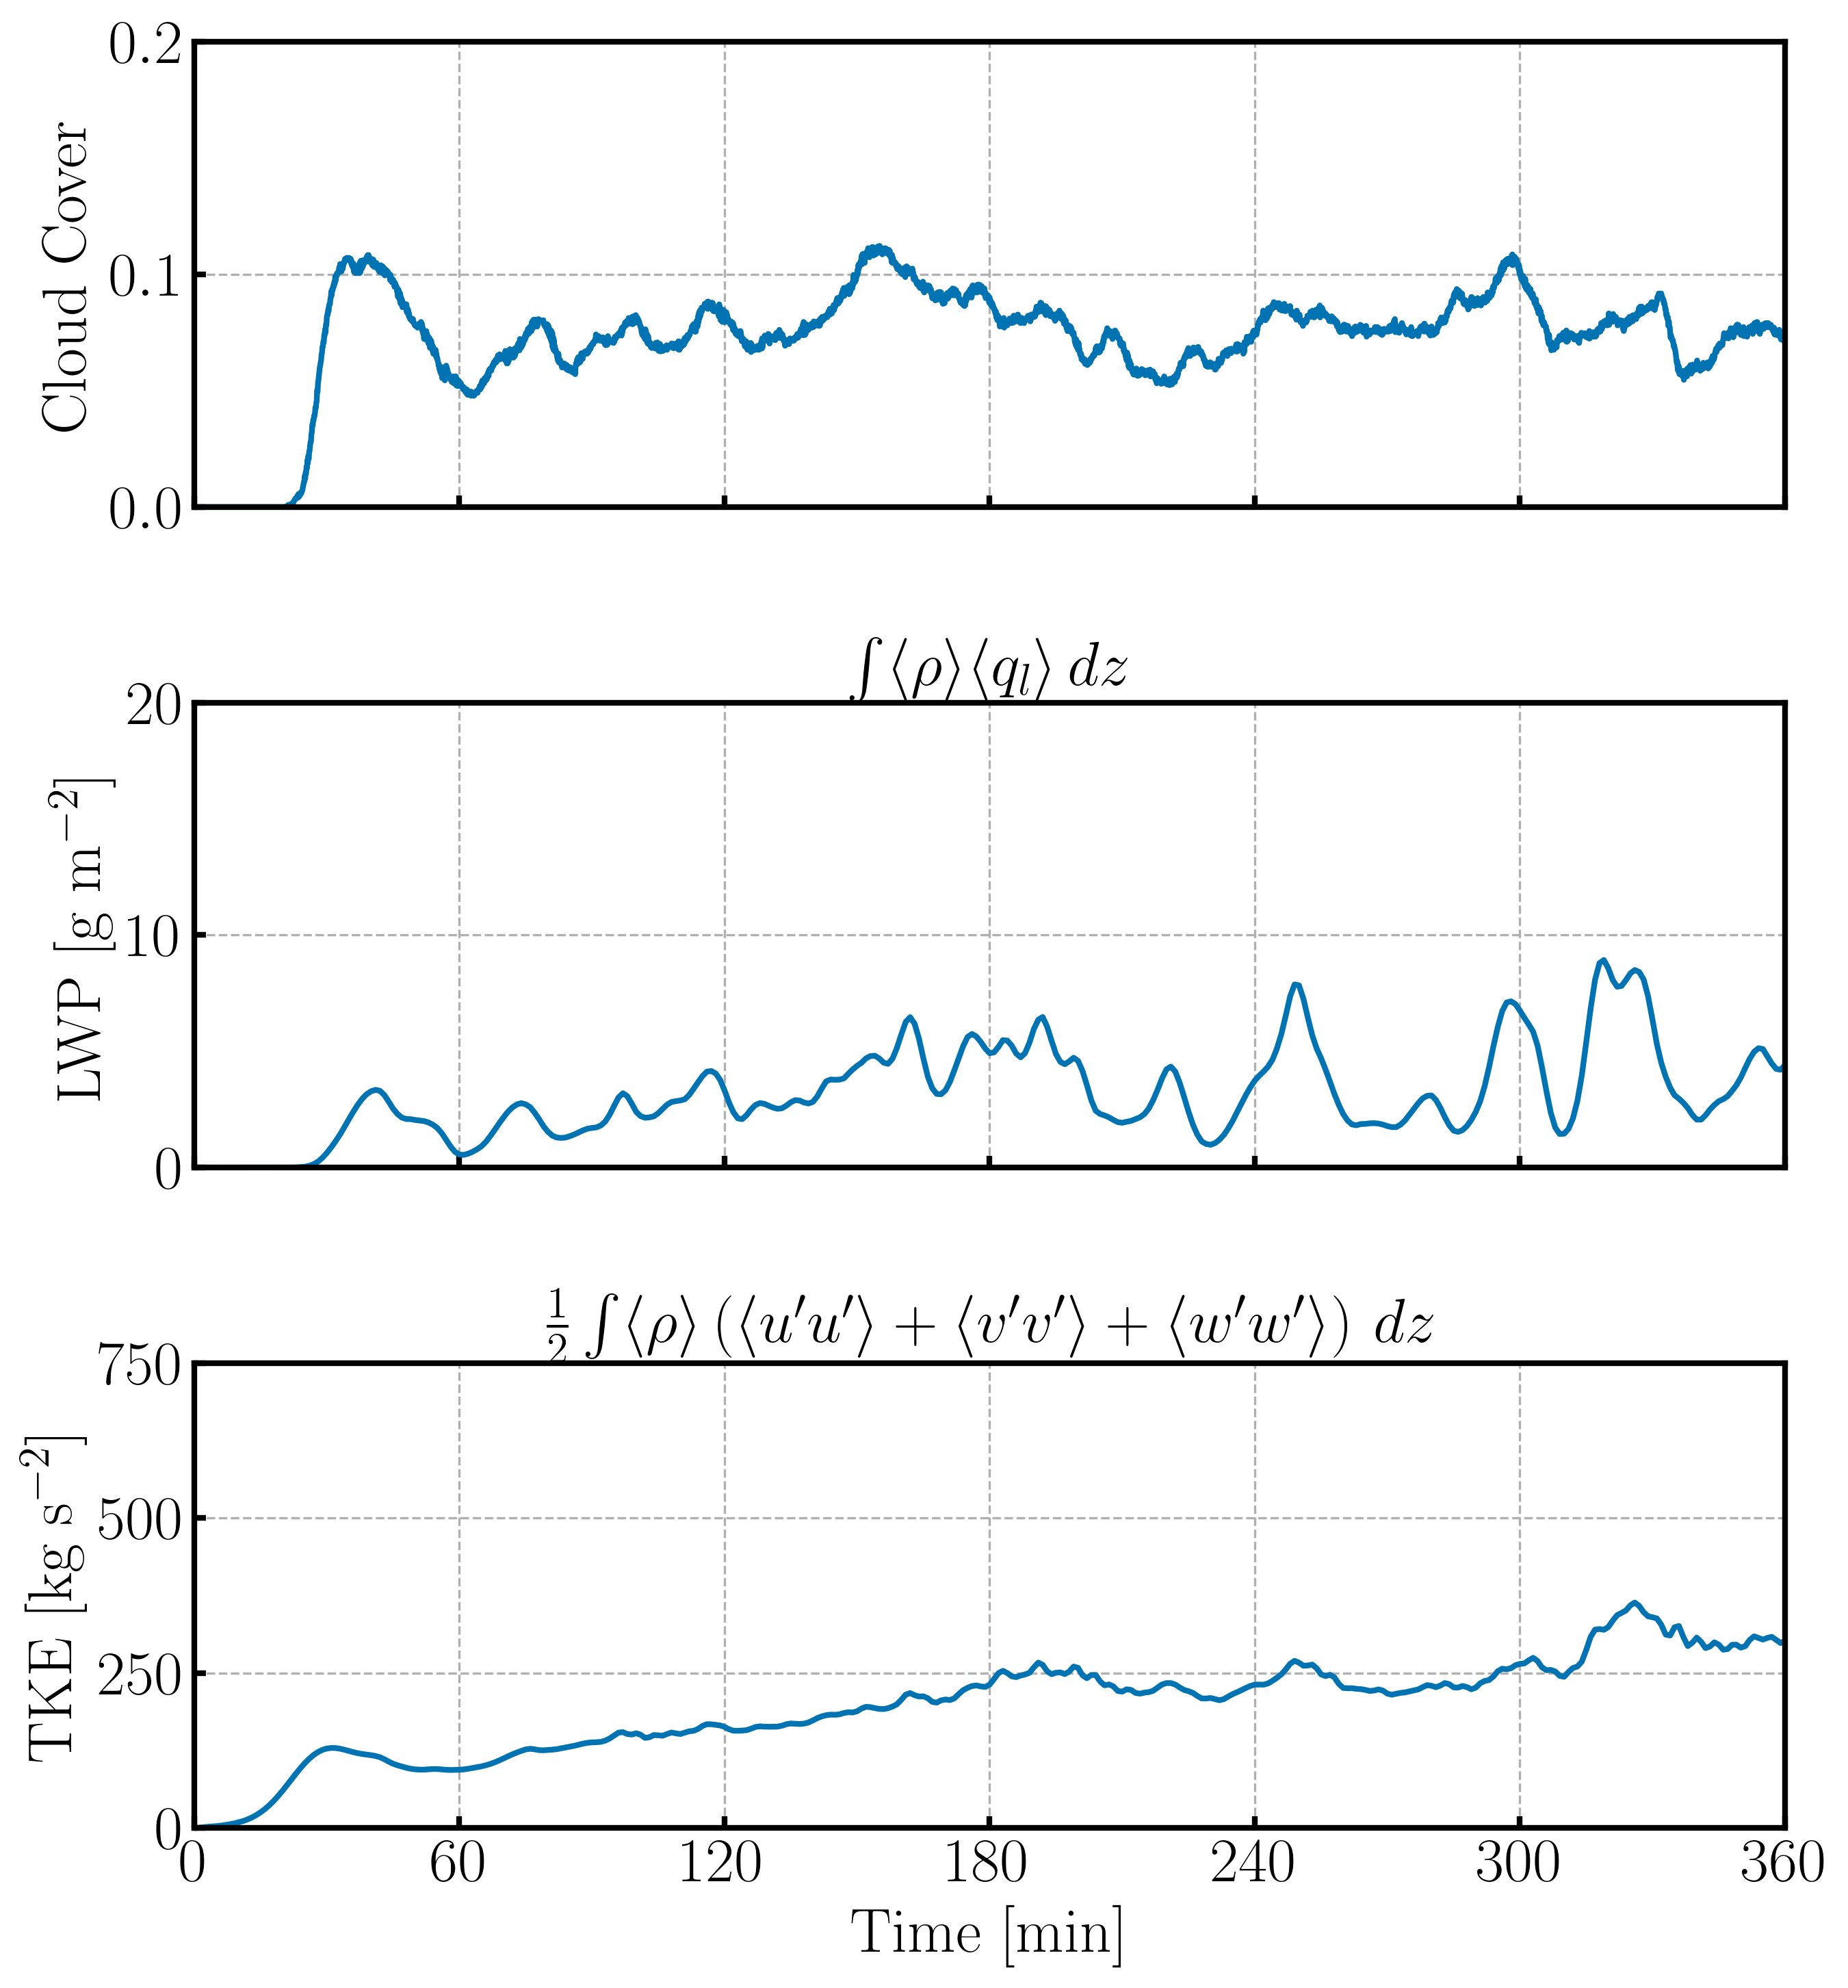 0.2
0.1
0.0
Cloud Cover
∫⟨ρ⟩⟨q_l⟩ dz
20
10
0
LWP [g m⁻²]
½ ∫⟨ρ⟩ (⟨u′u′⟩ + ⟨v′v′⟩ + ⟨w′w′⟩) dz
750
500
250
0
TKE [kg s⁻²]
0 60 120 180 240 300 360
Time [min]